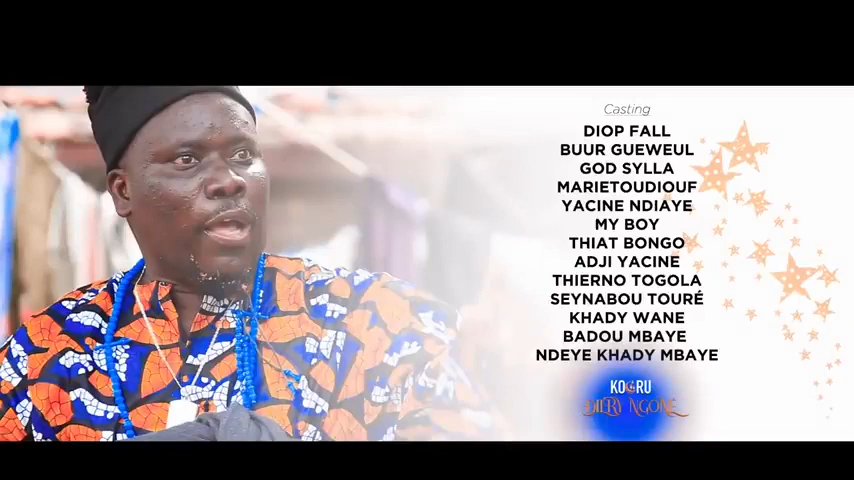 Casting
DIOP FALL
BUUR GUEWEUL
GOD SYLLA
MARIETOUDIOUF
YACINE NDIAYE
MY BOY
THIAT BONGO
ADJI YACINE
THIERNO TOGOLA
SEYNABOU TOURÉ
KHADY WANE
BADOU MBAYE
NDEYE KHADY MBAYE
KOORU
DIERY NGONE